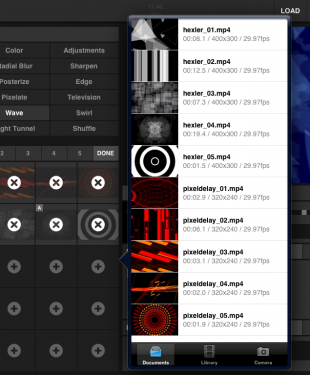 11:40
LOAD
Color
Adjustments
adial Blur
Sharpen
Posterize
Edge
Pixelate
Television
Wave
Swirl
ght Tunnel
Shuffle
2 3 4 5 DONE
A
hexler_01.mp4
00:08.1 / 400x300 / 29.97fps
hexler_02.mp4
00:12.5 / 400x300 / 29.97fps
hexler_03.mp4
00:07.3 / 400x300 / 29.97fps
hexler_04.mp4
00:19.4 / 400x300 / 29.97fps
hexler_05.mp4
00:01.5 / 400x300 / 29.97fps
pixeldelay_01.mp4
00:02.9 / 320x240 / 29.97fps
pixeldelay_02.mp4
00:06.1 / 320x240 / 29.97fps
pixeldelay_03.mp4
00:03.1 / 320x240 / 29.97fps
pixeldelay_04.mp4
00:02.4 / 320x240 / 29.97fps
pixeldelay_05.mp4
00:01.9 / 320x240 / 29.97fps
Documents
Library
Camera